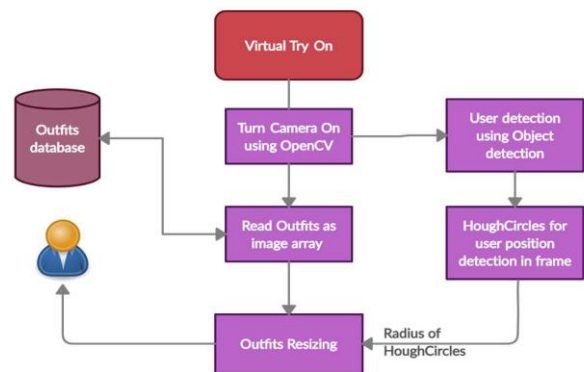 Virtual Try On
Outfits
database
Turn Camera On
using OpenCV
User detection
using Object
detection
Read Outfits as
image array
HoughCircles for
user position
detection in frame
Outfits Resizing
Radius of
HoughCircles